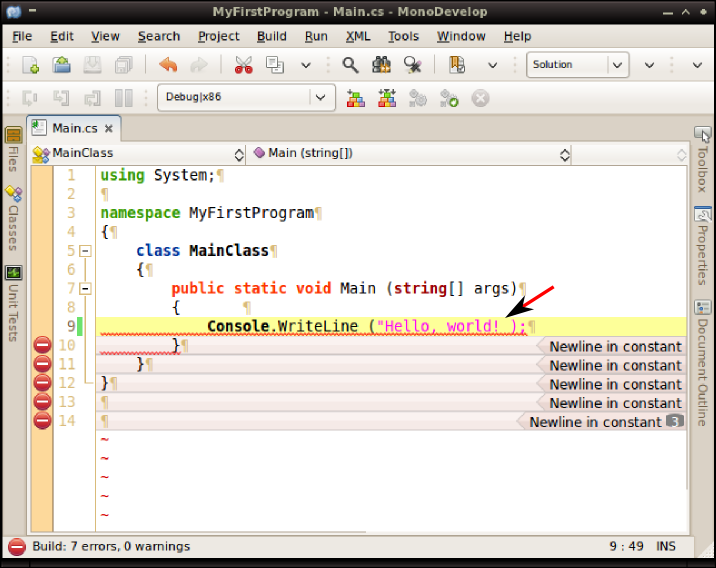 MyFirstProgram - Main.cs - MonoDevelop
File Edit View Search Project Build Run XML Tools Window Help
Solution
Debug|x86
Main.cs
MainClass Main (string[])
Files
Classes
Unit Tests
1 using System;¶
2 ¶
3 namespace MyFirstProgram¶
4 {¶
5 class MainClass¶
6 {¶
7 public static void Main (string[] args)¶
8 { ¶
9 Console.WriteLine ("Hello, world! );¶
10 }¶ Newline in constant
11 }¶ Newline in constant
12 }¶ Newline in constant
13 ¶ Newline in constant
14 ¶ Newline in constant 3
~
~
~
~
~
Toolbox
Properties
Document Outline
Build: 7 errors, 0 warnings 9 : 49 INS